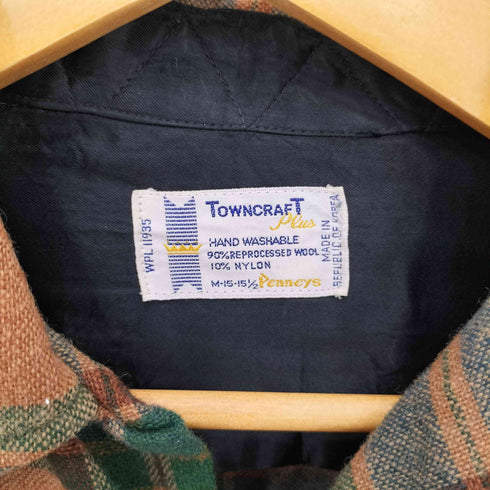 TOWNCRAFT
Plus
HAND WASHABLE
90% REPROCESSED WOOL
10% NYLON
M-15-15½ Penneys
WPL 11935
MADE IN
REPUBLIC OF KOREA